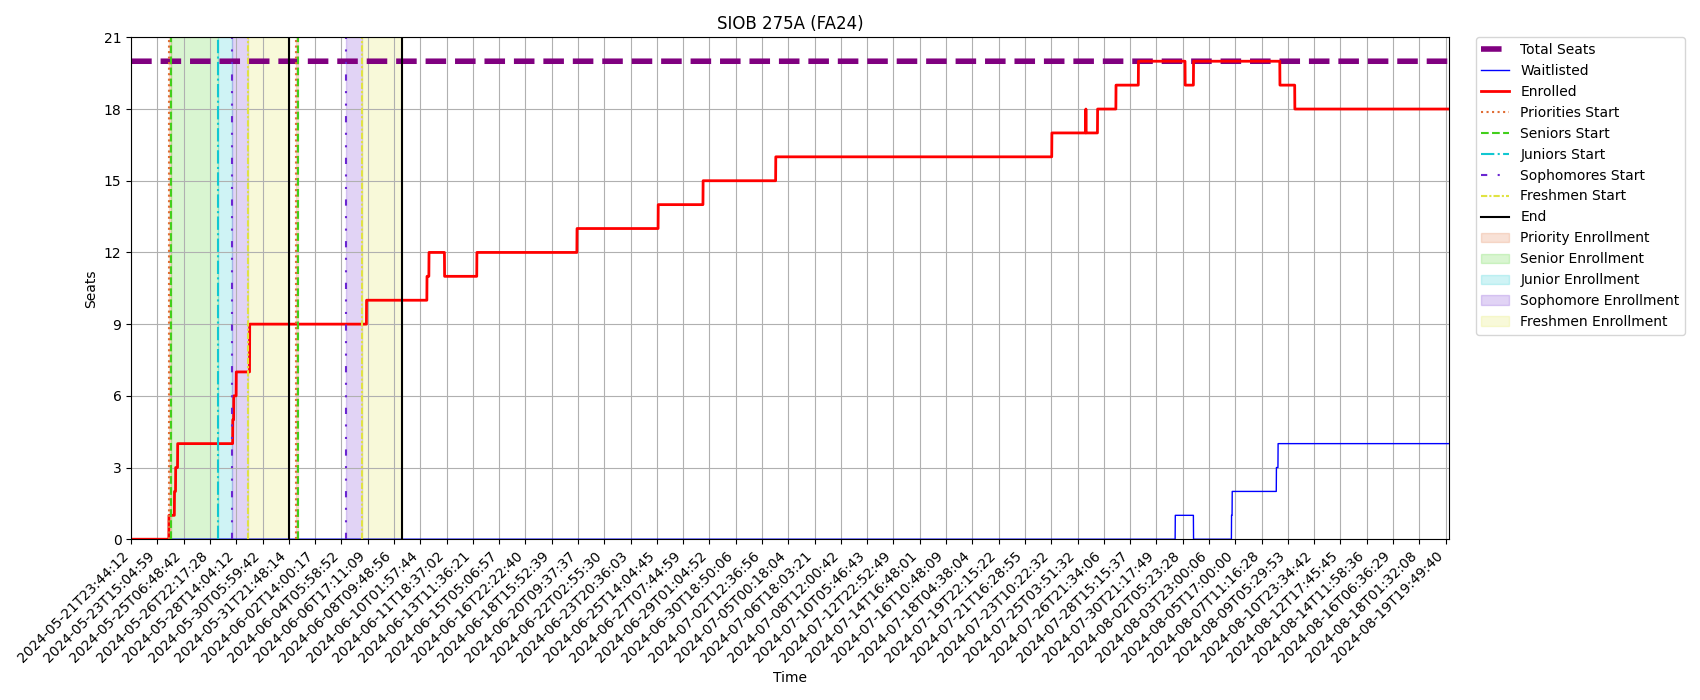 SIOB 275A (FA24)
21
18
15
12
9
6
3
0
Seats
Total Seats
Waitlisted
Enrolled
Priorities Start
Seniors Start
Juniors Start
Sophomores Start
Freshmen Start
End
Priority Enrollment
Senior Enrollment
Junior Enrollment
Sophomore Enrollment
Freshmen Enrollment
2024-05-21T23:44:12
2024-05-23T15:04:59
2024-05-25T06:48:42
2024-05-26T22:17:28
2024-05-28T14:04:12
2024-05-30T05:59:42
2024-05-31T21:48:14
2024-06-02T14:00:17
2024-06-04T05:58:52
2024-06-06T17:11:09
2024-06-08T09:48:56
2024-06-10T01:57:44
2024-06-11T18:37:02
2024-06-13T11:36:21
2024-06-15T05:06:57
2024-06-16T22:22:40
2024-06-18T15:52:39
2024-06-20T09:37:37
2024-06-22T02:55:30
2024-06-23T20:36:03
2024-06-25T14:04:45
2024-06-27T07:44:59
2024-06-29T01:04:52
2024-06-30T18:50:06
2024-07-02T12:36:56
2024-07-05T00:18:04
2024-07-06T18:03:21
2024-07-08T12:00:42
2024-07-10T05:46:43
2024-07-12T22:52:49
2024-07-14T16:48:01
2024-07-16T10:48:09
2024-07-18T04:38:04
2024-07-19T22:15:22
2024-07-21T16:28:55
2024-07-23T10:22:32
2024-07-25T03:51:32
2024-07-26T21:34:06
2024-07-28T15:15:37
2024-07-30T21:17:49
2024-08-02T05:23:28
2024-08-03T23:00:06
2024-08-05T17:00:00
2024-08-07T11:16:28
2024-08-09T05:29:53
2024-08-10T23:34:42
2024-08-12T17:45:45
2024-08-14T11:58:36
2024-08-16T06:36:29
2024-08-18T01:32:08
2024-08-19T19:49:40
Time